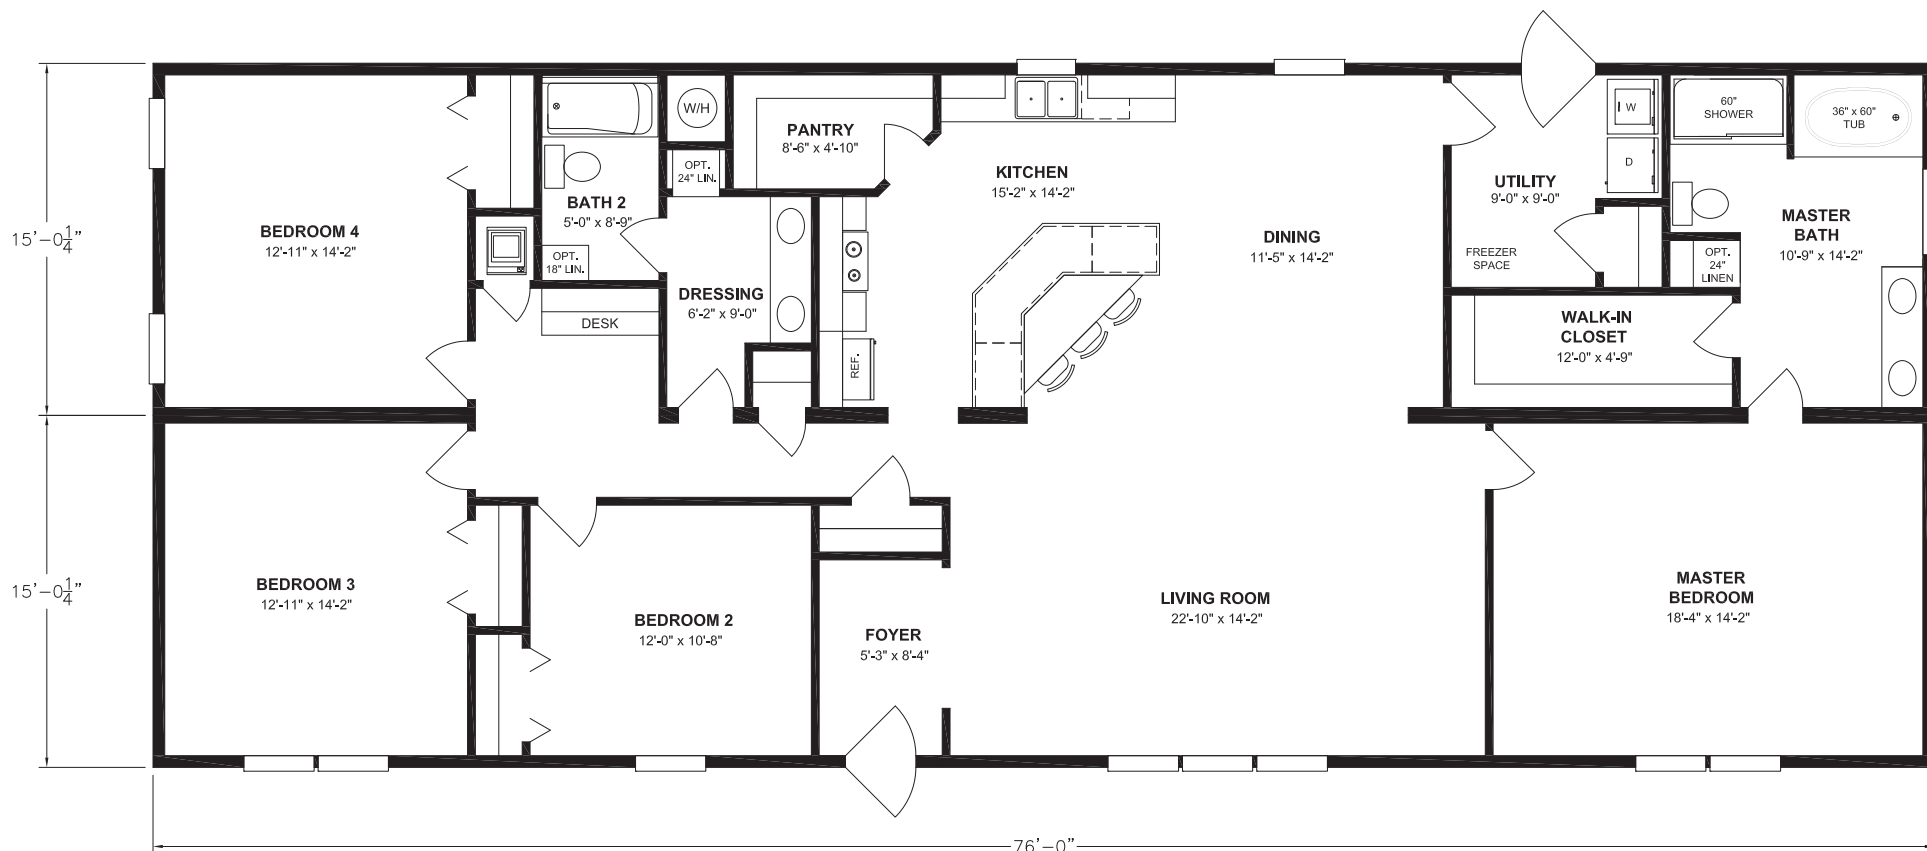 15'-0 1/4"
15'-0 1/4"
76'-0"
BEDROOM 4
12'-11" x 14'-2"
BATH 2
5'-0" x 8'-9"
OPT.
18" LIN.
W/H
OPT.
24" LIN.
DESK
DRESSING
6'-2" x 9'-0"
PANTRY
8'-6" x 4'-10"
KITCHEN
15'-2" x 14'-2"
REF.
DINING
11'-5" x 14'-2"
UTILITY
9'-0" x 9'-0"
FREEZER
SPACE
W
D
60"
SHOWER
36" x 60"
TUB
MASTER
BATH
10'-9" x 14'-2"
OPT.
24"
LINEN
WALK-IN
CLOSET
12'-0" x 4'-9"
BEDROOM 3
12'-11" x 14'-2"
BEDROOM 2
12'-0" x 10'-8"
FOYER
5'-3" x 8'-4"
LIVING ROOM
22'-10" x 14'-2"
MASTER
BEDROOM
18'-4" x 14'-2"